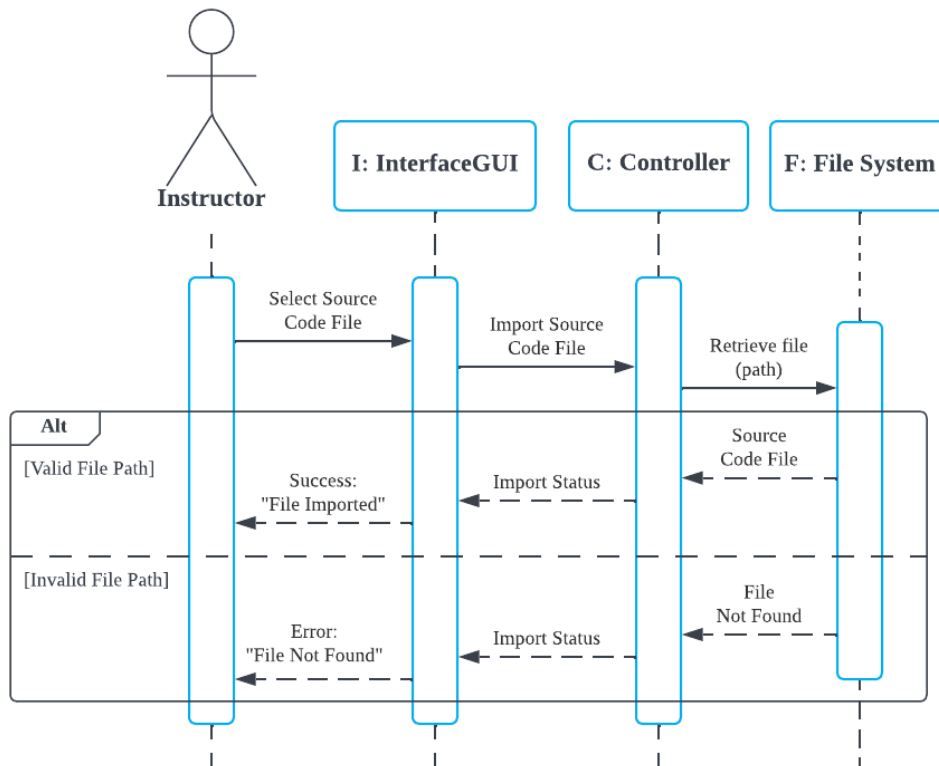 Instructor
I: InterfaceGUI
C: Controller
F: File System
Select Source
Code File
Import Source
Code File
Retrieve file
(path)
Alt
[Valid File Path]
Source
Code File
Import Status
Success:
"File Imported"
[Invalid File Path]
File
Not Found
Import Status
Error:
"File Not Found"